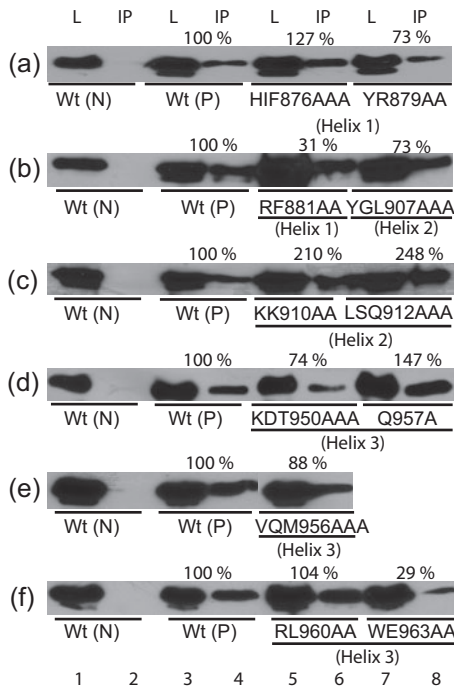 L IP L IP L IP L IP
100 % 127 % 73 %
(a)
Wt (N) Wt (P) HIF876AAA YR879AA
(Helix 1)
100 % 31 % 73 %
(b)
Wt (N) Wt (P) RF881AA YGL907AAA
(Helix 1) (Helix 2)
100 % 210 % 248 %
(c)
Wt (N) Wt (P) KK910AA LSQ912AAA
(Helix 2)
100 % 74 % 147 %
(d)
Wt (N) Wt (P) KDT950AAA Q957A
(Helix 3)
100 % 88 %
(e)
Wt (N) Wt (P) VQM956AAA
(Helix 3)
100 % 104 % 29 %
(f)
Wt (N) Wt (P) RL960AA WE963AA
(Helix 3)
1 2 3 4 5 6 7 8